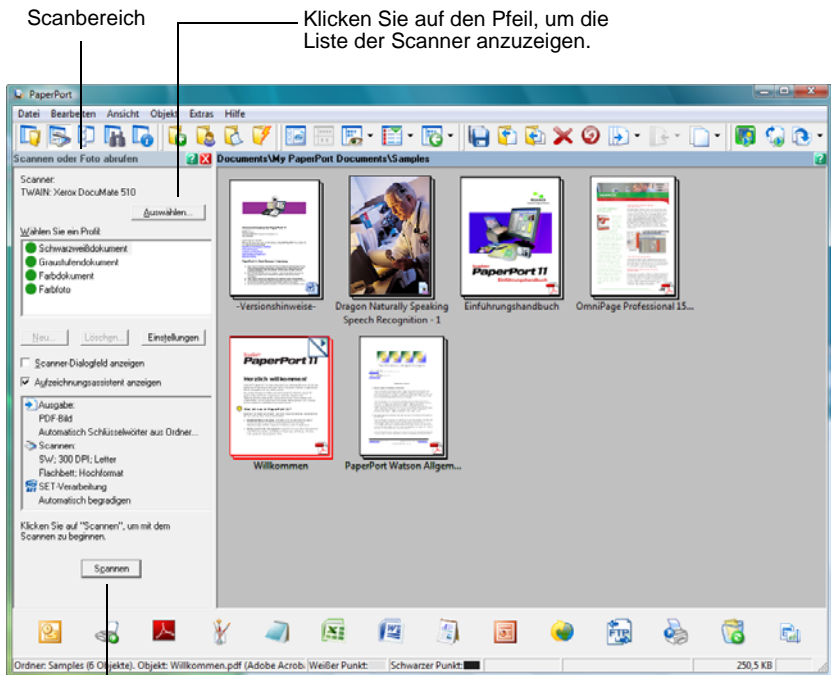 Scanbereich
Klicken Sie auf den Pfeil, um die
Liste der Scanner anzuzeigen.
PaperPort
Datei Bearbeiten Ansicht Objekt Extras Hilfe
Scannen oder Foto abrufen
Documents\My PaperPort Documents\Samples
Scanner:
TWAIN: Xerox DocuMate 510
Auswählen...
Wählen Sie ein Profil:
Schwarzweißdokument
Graustufendokument
Farbdokument
Farbfoto
Neu...
Löschen...
Einstellungen
Scanner-Dialogfeld anzeigen
Aufzeichnungsassistent anzeigen
Ausgabe:
PDF-Bild
Automatisch Schlüsselwörter aus Ordner...
Scannen:
SW; 300 DPI; Letter
Flachbett; Hochformat
SET-Verarbeitung
Automatisch begradigen
Klicken Sie auf "Scannen", um mit dem
Scannen zu beginnen.
Scannen
-Versionshinweise-
Dragon Naturally Speaking
Speech Recognition - 1
PaperPort 11
Einführungshandbuch
Einführungshandbuch
OmniPage Professional 15...
PaperPort 11
Herzlich willkommen!
Willkommen
PaperPort Watson Allgem...
FTP
Ordner: Samples (6 Objekte). Objekt: Willkommen.pdf (Adobe Acrob
Weißer Punkt:
Schwarzer Punkt:
250,5 KB